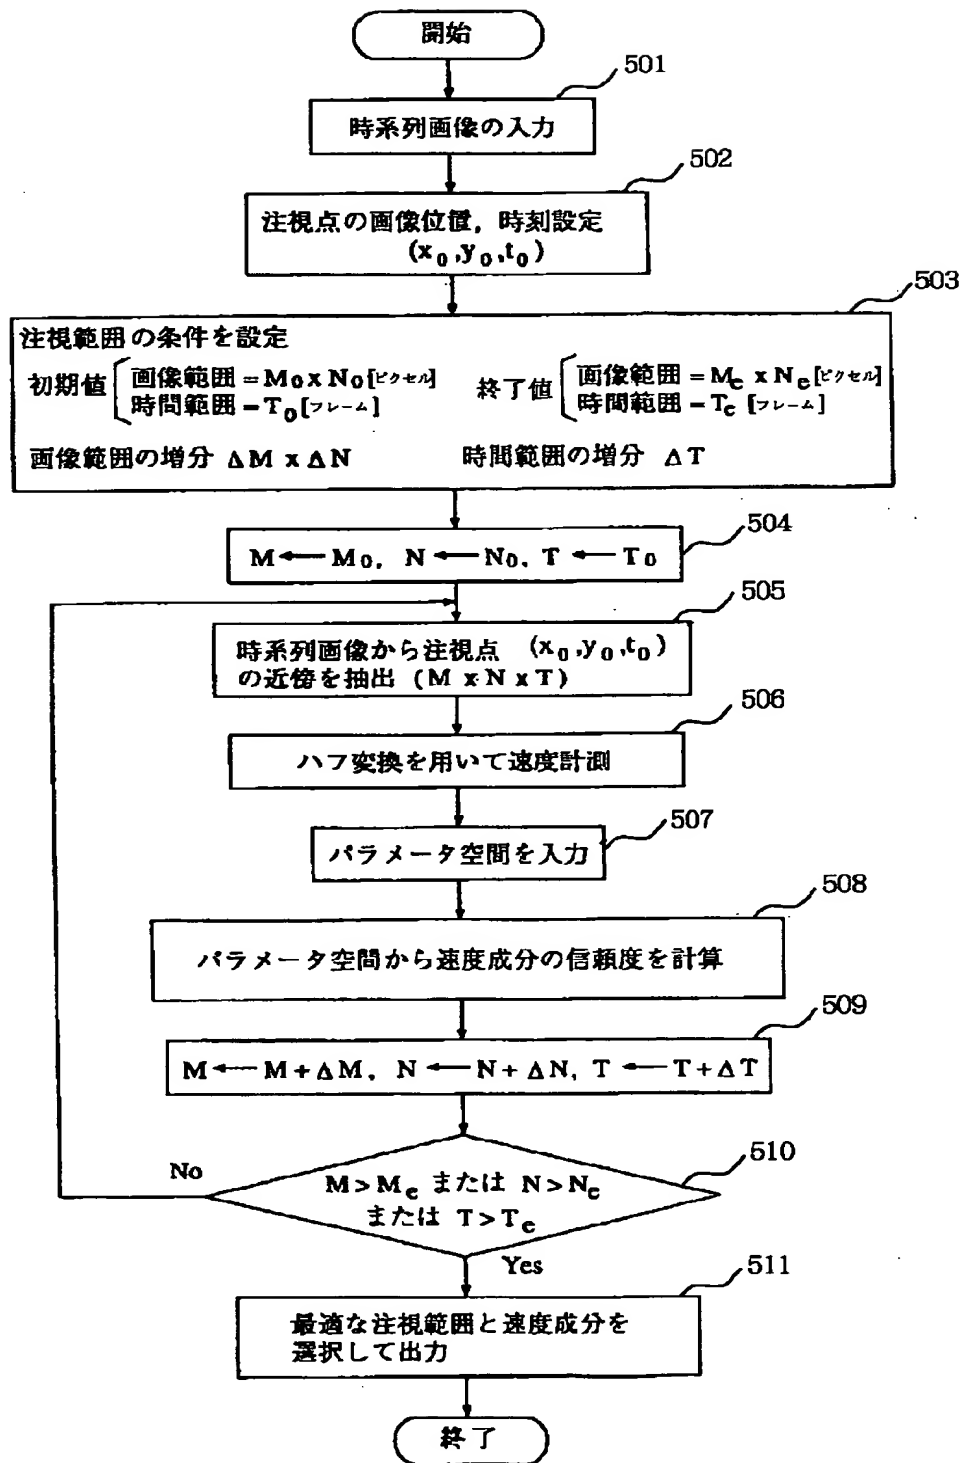 開始
501
時系列画像の入力
502
注視点の画像位置, 時刻設定
(x₀,y₀,t₀)
503
注視範囲の条件を設定
初期値 画像範囲=M₀ x N₀[ピクセル]
時間範囲=T₀[フレーム]
終了値 画像範囲=Mₑ x Nₑ[ピクセル]
時間範囲=Tₑ [フレーム]
画像範囲の増分 ΔM x ΔN
時間範囲の増分 ΔT
504
M ← M₀, N ← N₀, T ← T₀
505
時系列画像から注視点 (x₀,y₀,t₀)
の近傍を抽出 (M x N x T)
506
ハフ変換を用いて速度計測
507
パラメータ空間を入力
508
パラメータ空間から速度成分の信頼度を計算
509
M ← M+ΔM, N ← N+ΔN, T ← T+ΔT
510
No
M>Mₑ または N>Nₑ
または T>Tₑ
Yes
511
最適な注視範囲と速度成分を
選択して出力
終了